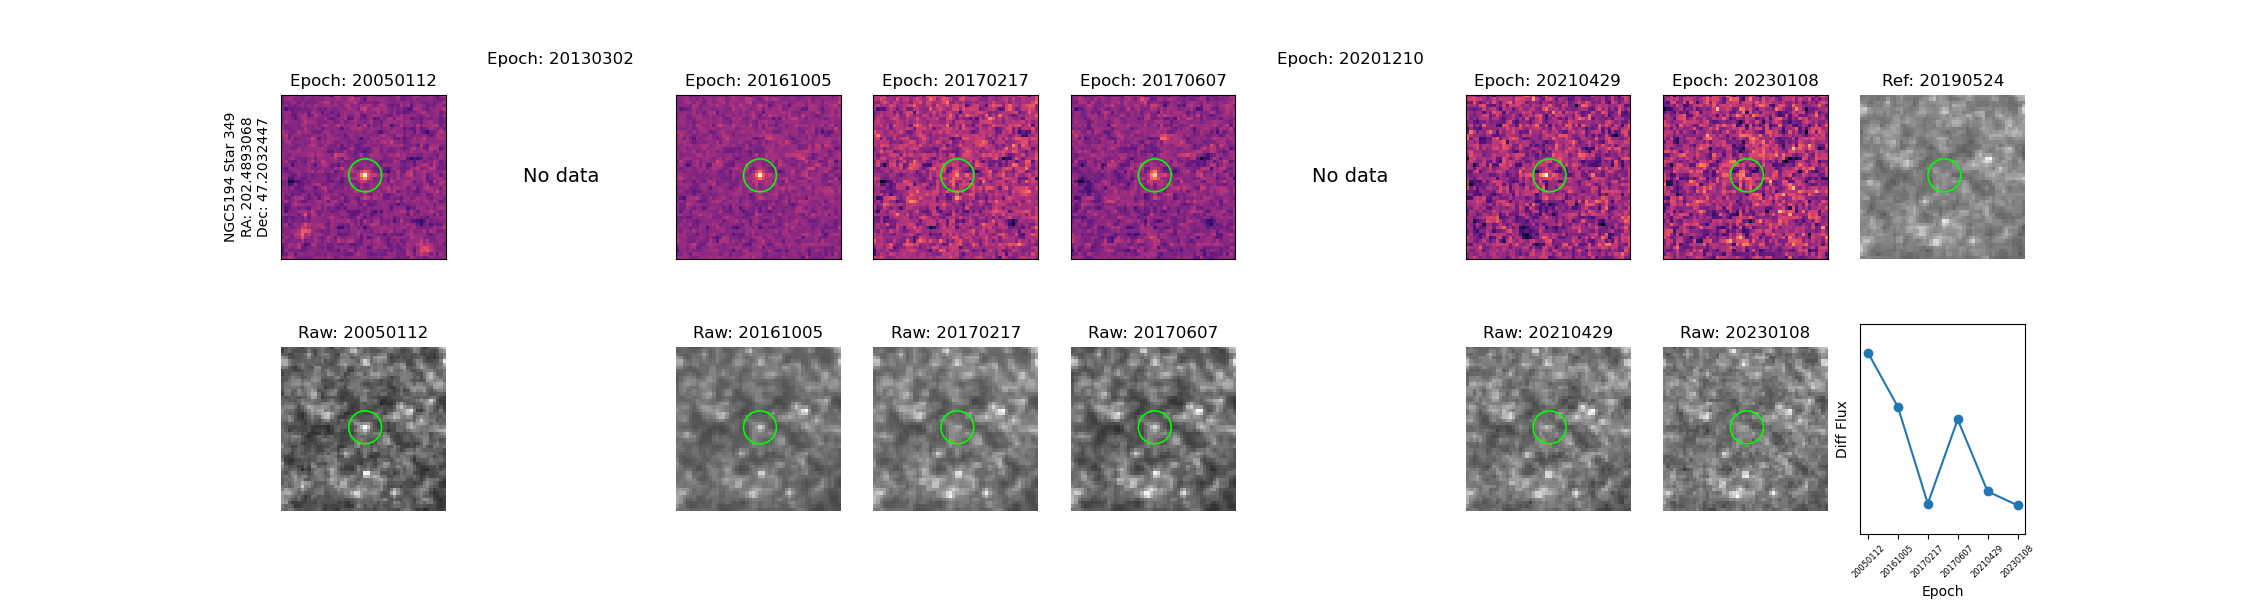 Epoch: 20130302
Epoch: 20201210
Epoch: 20050112
Epoch: 20161005
Epoch: 20170217
Epoch: 20170607
Epoch: 20210429
Epoch: 20230108
Ref: 20190524
NGC5194 Star 349
RA: 202.4893068
Dec: 47.2032447
No data
No data
Raw: 20050112
Raw: 20161005
Raw: 20170217
Raw: 20170607
Raw: 20210429
Raw: 20230108
Diff Flux
20050112
20161005
20170217
20170607
20210429
20230108
Epoch